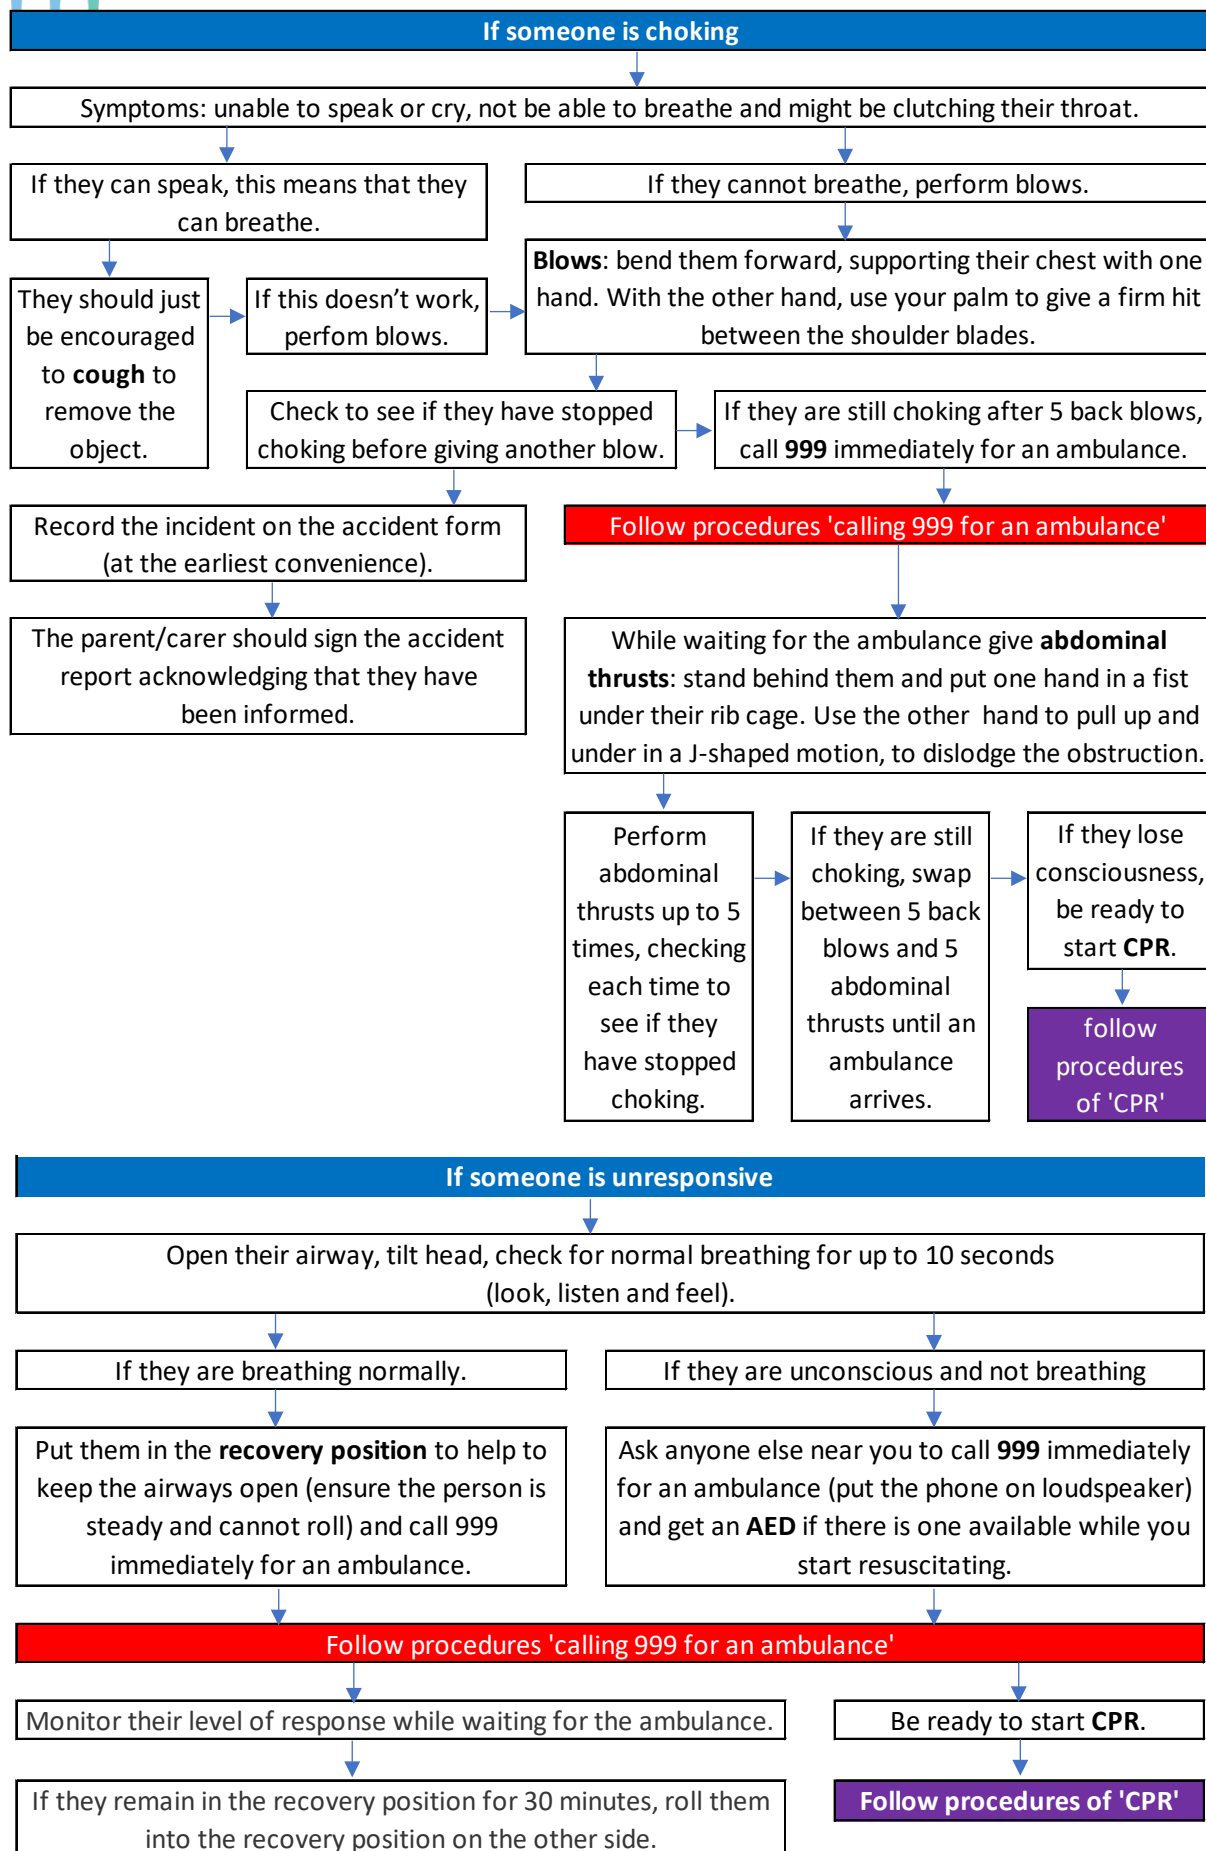 If someone is choking
Symptoms: unable to speak or cry, not be able to breathe and might be clutching their throat.
If they can speak, this means that they
can breathe.
If they cannot breathe, perform blows.
They should just
be encouraged
to cough to
remove the
object.
If this doesn’t work,
perfom blows.
Blows: bend them forward, supporting their chest with one
hand. With the other hand, use your palm to give a firm hit
between the shoulder blades.
Check to see if they have stopped
choking before giving another blow.
If they are still choking after 5 back blows,
call 999 immediately for an ambulance.
Record the incident on the accident form
(at the earliest convenience).
The parent/carer should sign the accident
report acknowledging that they have
been informed.
Follow procedures 'calling 999 for an ambulance'
While waiting for the ambulance give abdominal
thrusts: stand behind them and put one hand in a fist
under their rib cage. Use the other hand to pull up and
under in a J-shaped motion, to dislodge the obstruction.
Perform
abdominal
thrusts up to 5
times, checking
each time to
see if they
have stopped
choking.
If they are still
choking, swap
between 5 back
blows and 5
abdominal
thrusts until an
ambulance
arrives.
If they lose
consciousness,
be ready to
start CPR.
follow
procedures
of 'CPR'
If someone is unresponsive
Open their airway, tilt head, check for normal breathing for up to 10 seconds
(look, listen and feel).
If they are breathing normally.
Put them in the recovery position to help to
keep the airways open (ensure the person is
steady and cannot roll) and call 999
immediately for an ambulance.
If they are unconscious and not breathing
Ask anyone else near you to call 999 immediately
for an ambulance (put the phone on loudspeaker)
and get an AED if there is one available while you
start resuscitating.
Follow procedures 'calling 999 for an ambulance'
Monitor their level of response while waiting for the ambulance.
If they remain in the recovery position for 30 minutes, roll them
into the recovery position on the other side.
Be ready to start CPR.
Follow procedures of 'CPR'